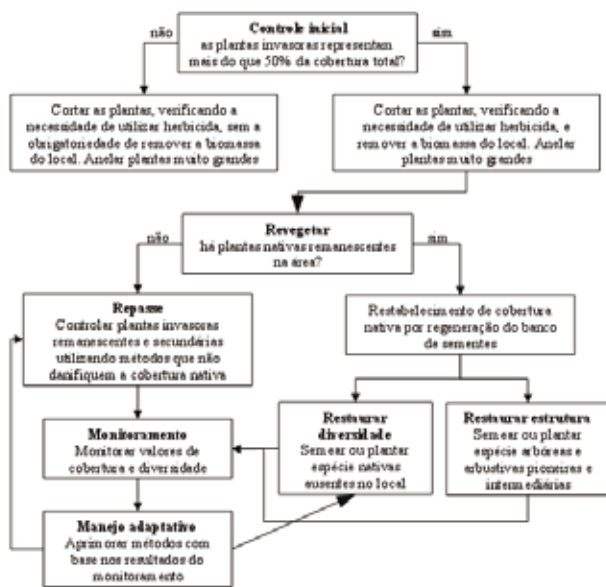 Controle inicial
as plantas invasoras representam
mais do que 50% da cobertura total?
não
sim
Cortar as plantas, verificando a
necessidade de utilizar herbicida, sem a
obrigatoriedade de remover a biomassa
do local. Anelar plantas muito grandes
Cortar as plantas, verificando a
necessidade de utilizar herbicida, e
remover a biomassa do local. Anelar
plantas muito grandes
Revegetar
há plantas nativas remanescentes
na área?
não
sim
Repasse
Controlar plantas invasoras
remanescentes e secundárias
utilizando métodos que não
danifiquem a cobertura nativa
Restabelecimento de cobertura
nativa por regeneração do banco
de sementes
Monitoramento
Monitorar valores de
cobertura e diversidade
Restaurar
diversidade
Semear ou plantar
espécie nativas
ausentes no local
Restaurar estrutura
Semear ou plantar
espécie arbóreas e
arbustivas pioneiras e
intermediárias
Manejo adaptativo
Aprimorar métodos com
base nos resultados do
monitoramento